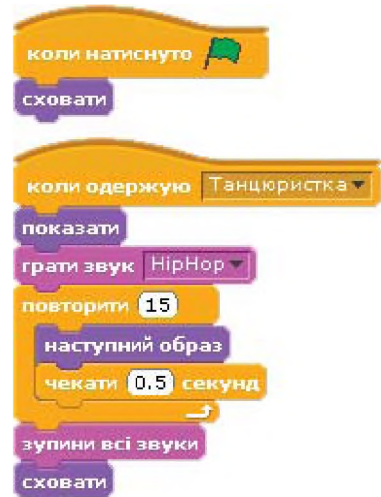 коли натиснуто
сховати
коли одержую Танцюристка
показати
грати звук HipHop
повторити 15
наступний образ
чекати 0.5 секунд
зупини всі звуки
сховати